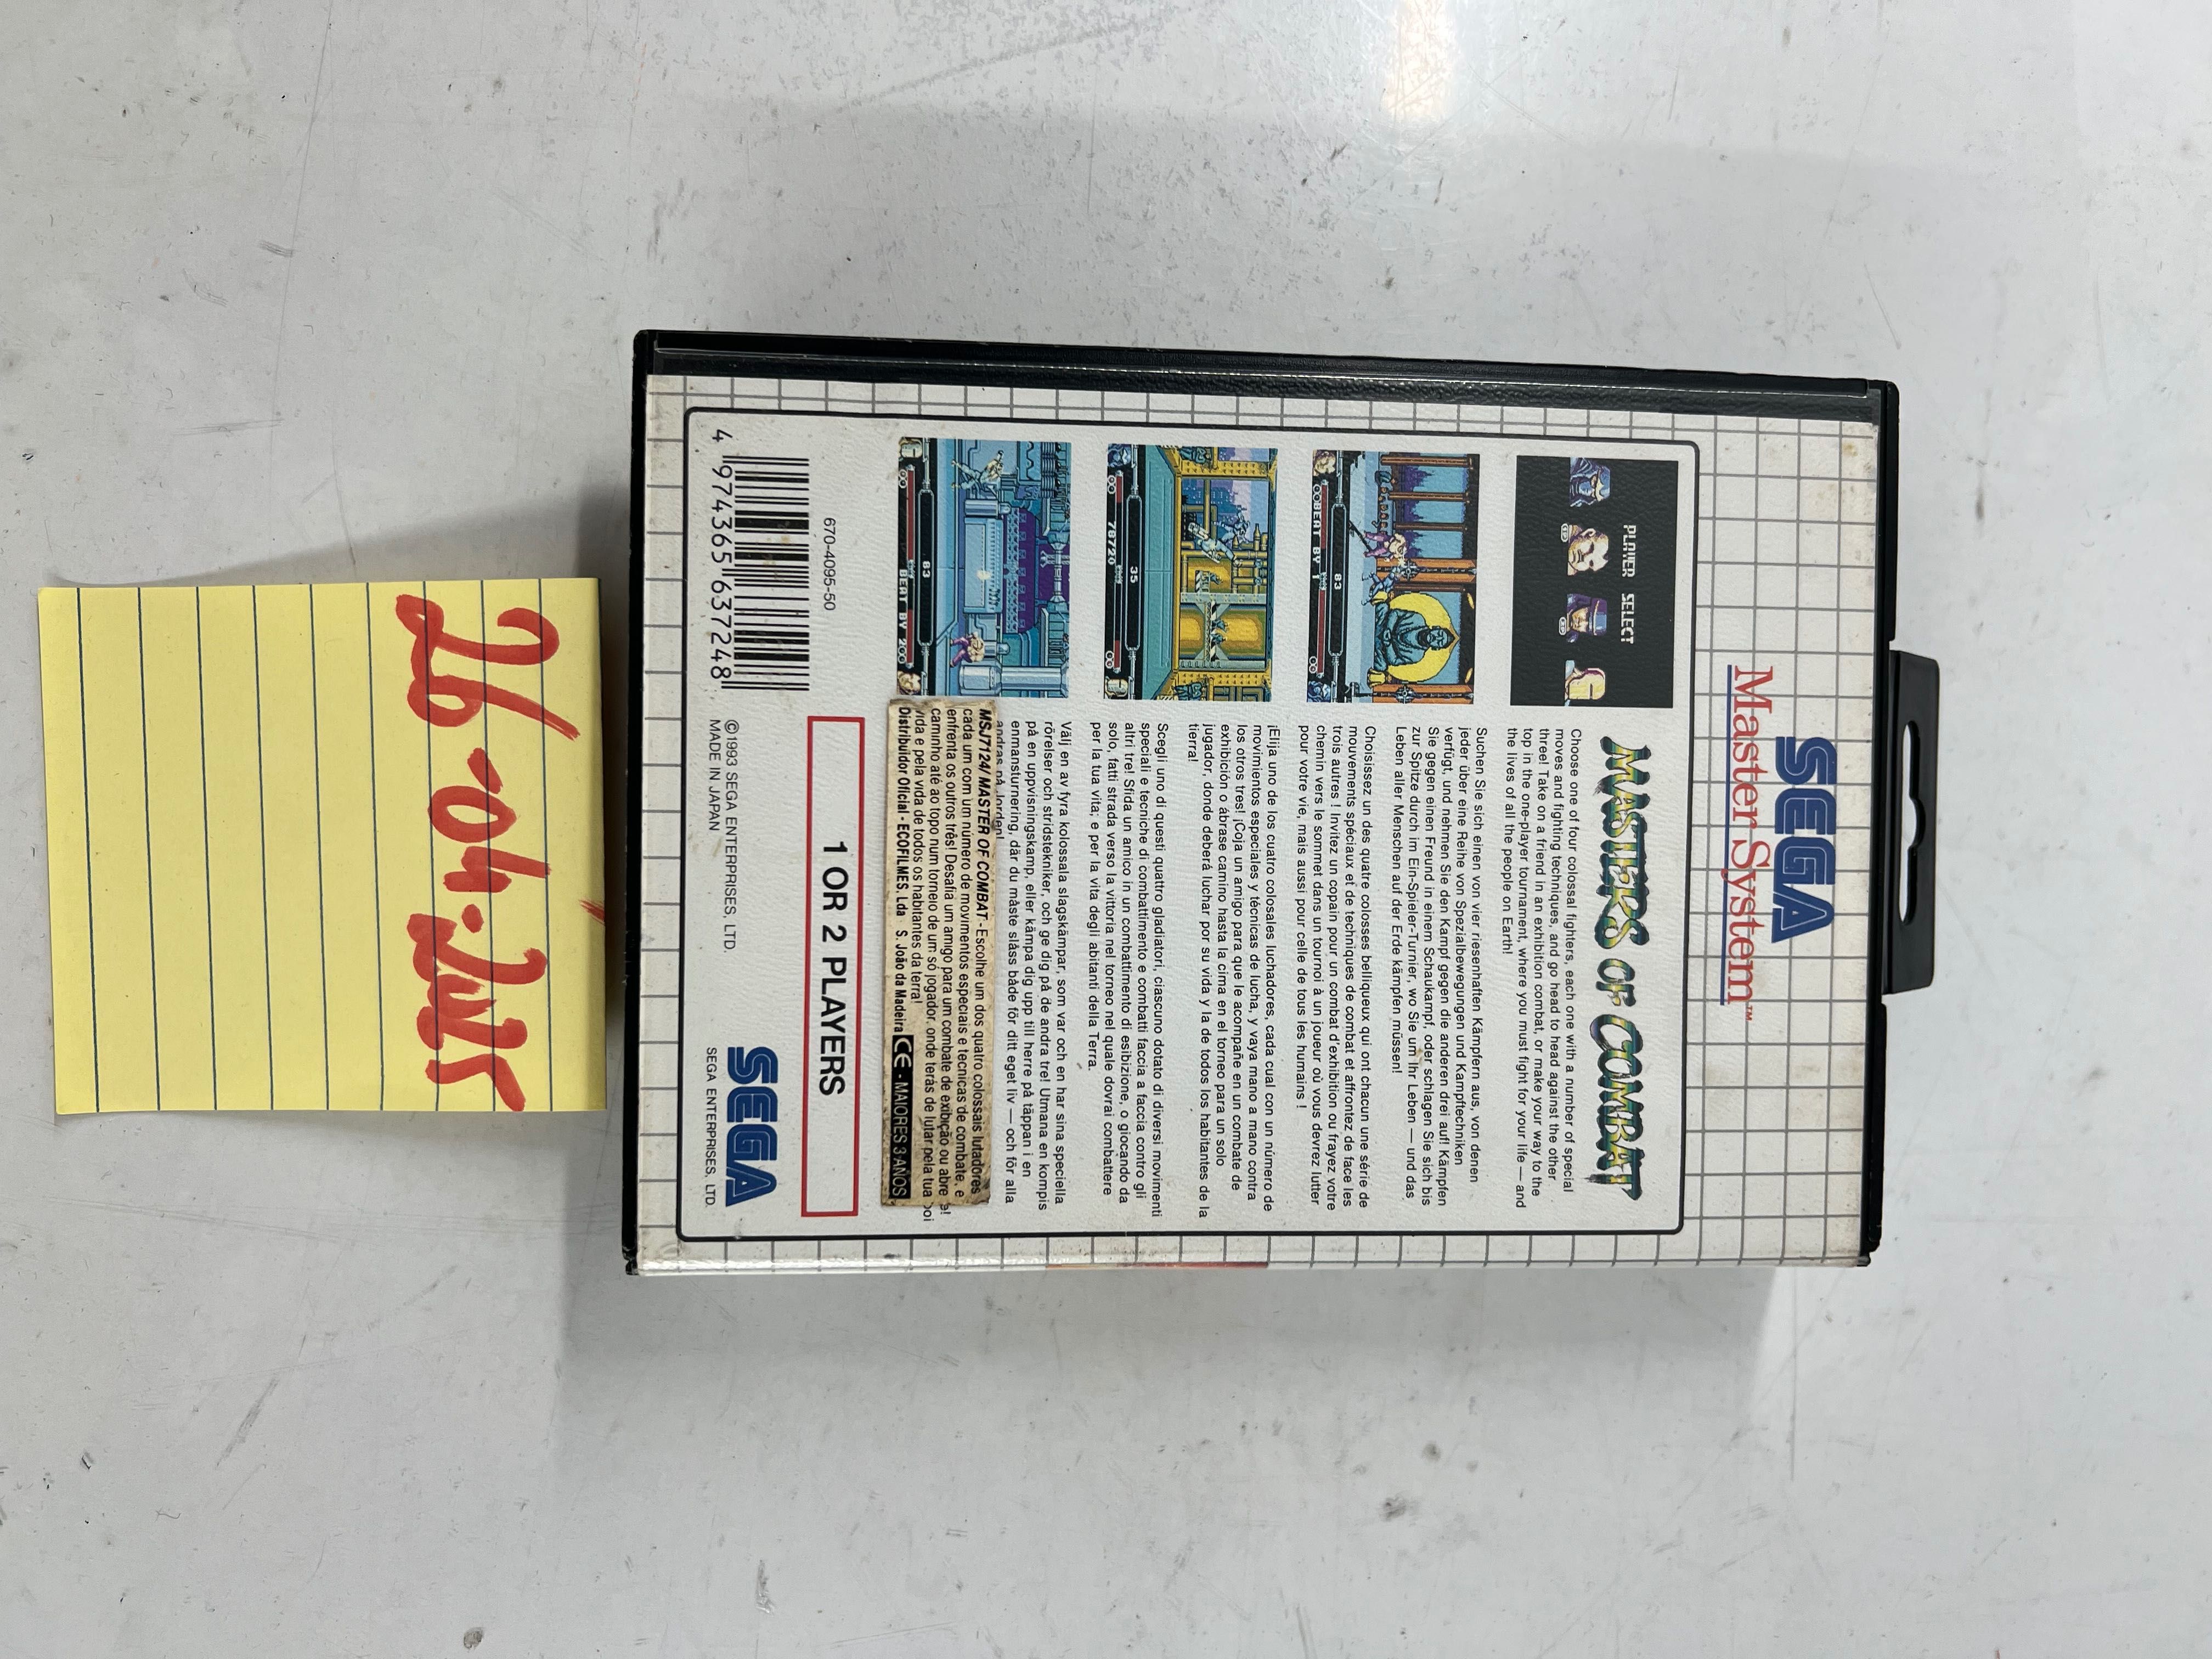 SEGA
Master System™
MASTERS OF COMBAT
PLAYER SELECT
Choose one of four colossal fighters, each one with a number of special
moves and fighting techniques, and go head to head against the other
three! Take on a friend in an exhibition combat, or make your way to the
top in the one-player tournament, where you must fight for your life — and
the lives of all the people on Earth!
Suchen Sie sich einen von vier riesenhaften Kämpfern aus, von denen
jeder über eine Reihe von Spezialbewegungen und Kampftechniken
verfügt, und nehmen Sie den Kampf gegen die anderen drei auf! Kämpfen
Sie gegen einen Freund in einem Schaukampf, oder schlagen Sie sich bis
zur Spitze durch im Ein-Spieler-Turnier, wo Sie um Ihr Leben — und das
Leben aller Menschen auf der Erde kämpfen müssen!
83
BEAT BY 1
Choisissez un des quatre colosses belliqueux qui ont chacun une série de
mouvements spéciaux et de techniques de combat et affrontez de face les
trois autres ! Invitez un copain pour un combat d'exhibition ou frayez votre
chemin vers le sommet dans un tournoi à un joueur où vous devrez lutter
pour votre vie, mais aussi pour celle de tous les humains !
¡Elija uno de los cuatro colosales luchadores, cada cual con un número de
movimientos especiales y técnicas de lucha, y vaya mano a mano contra
los otros tres! ¡Coja un amigo para que le acompañe en un combate de
exhibición o ábrase camino hasta la cima en el torneo para un solo
jugador, donde deberá luchar por su vida y la de todos los habitantes de la
tierra!
35
78720
Scegli uno di questi quattro gladiatori, ciascuno dotato di diversi movimenti
speciali e tecniche di combattimento e combatti faccia a faccia contro gli
altri tre! Sfida un amico in un combattimento di esibizione, o giocando da
solo, fatti strada verso la vittoria nel torneo nel quale dovrai combattere
per la tua vita, e per la vita degli abitanti della Terra.
Välj en av fyra kolossala slagskämpar, som var och en har sina speciella
rörelser och stridstekniker, och ge dig på de andra tre! Utmana en kompis
på en uppvisningskamp, eller kämpa dig upp till herre på täppan i en
enmansturnering, där du måste slåss både för ditt eget liv — och för alla
andras på Jorden!
83
BEAT BY 200
MSJ7124/ MASTER OF COMBAT - Escolhe um dos quatro colossais lutadores
cada um com um número de movimentos especiais e tecnicas de combate, e
enfrenta os outros três! Desafia um amigo para um combate de exibição ou abre
caminho até ao topo num torneio de um só jogador, onde terás de lutar pela tua
vida e pela vida de todos os habitantes da terra!
Distribuidor Oficial - ECOFILMES, Lda S. João da Madeira CE - MAIORES 3 ANOS
1 OR 2 PLAYERS
670-4095-50
4 974365 637248
©1993 SEGA ENTERPRISES, LTD.
MADE IN JAPAN
SEGA
SEGA ENTERPRISES, LTD.